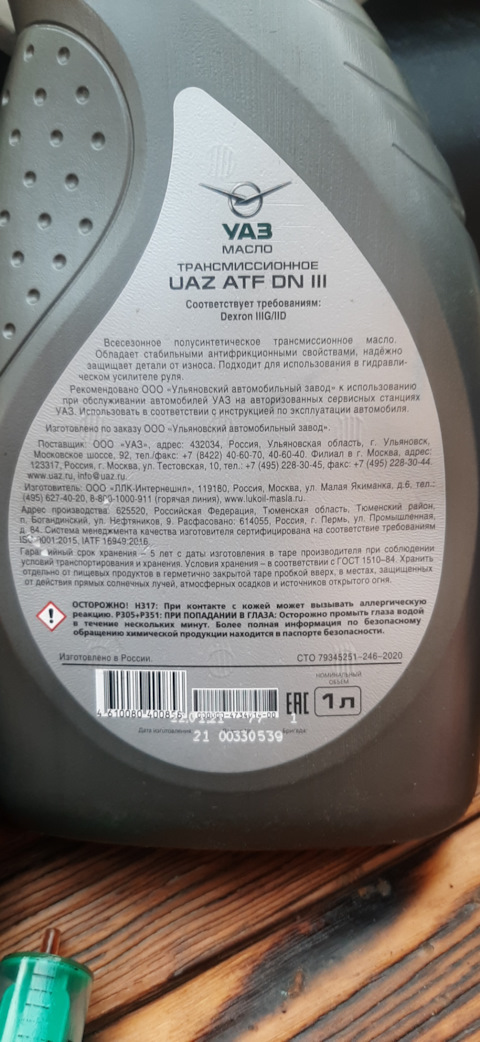 УАЗ
МАСЛО
ТРАНСМИССИОННОЕ
UAZ ATF DN III
Соответствует требованиям:
Dexron IIIG/IID
Всесезонное полусинтетическое трансмиссионное масло.
Обладает стабильными антифрикционными свойствами, надёжно
защищает детали от износа. Подходит для использования в гидравли-
ческом усилителе руля.
Рекомендовано ООО «Ульяновский автомобильный завод» к использованию
при обслуживании автомобилей УАЗ на авторизованных сервисных станциях
УАЗ. Использовать в соответствии с инструкцией по эксплуатации автомобиля.
Изготовлено по заказу ООО «Ульяновский автомобильный завод».
Поставщик: ООО «УАЗ», адрес: 432034, Россия, Ульяновская область, г. Ульяновск,
Московское шоссе, 92, тел./факс: +7 (8422) 40-60-70, 40-60-40. Филиал в г. Москва, адрес:
123317, Россия, г. Москва, ул. Тестовская, 10, тел.: +7 (495) 228-30-45, факс: +7 (495) 228-30-44.
www.uaz.ru, info@uaz.ru.
Изготовитель: ООО «ЛЛК-Интернешнл», 119180, Россия, Москва, ул. Малая Якиманка, д.6, тел.:
(495) 627-40-20, 8-800-1000-911 (горячая линия), www.lukoil-masla.ru.
Адрес производства: 625520, Российская Федерация, Тюменская область, Тюменский район,
п. Богандинский, ул. Нефтяников, 9. Расфасовано: 614055, Россия, г. Пермь, ул. Промышленная,
д. 84. Система менеджмента качества изготовителя сертифицирована на соответствие требованиям
ISO 9001:2015, IATF 16949:2016.
Гарантийный срок хранения – 5 лет с даты изготовления в таре производителя при соблюдении
условий транспортирования и хранения. Условия хранения – в соответствии с ГОСТ 1510–84. Хранить
отдельно от пищевых продуктов в герметично закрытой таре пробкой вверх, в местах, защищенных
от действия прямых солнечных лучей, атмосферных осадков и источников открытого огня.
ОСТОРОЖНО! H317: При контакте с кожей может вызывать аллергическую
реакцию. P305+P351: ПРИ ПОПАДАНИИ В ГЛАЗА: Осторожно промыть глаза водой
в течение нескольких минут. Более полная информация по безопасному
обращению химической продукции находится в паспорте безопасности.
Изготовлено в России. СТО 79345251-246-2020
НОМИНАЛЬНЫЙ
ОБЪЁМ
EAC 1 л
4 610080 400856
Дата изготовления: Бригада:
21 00330539